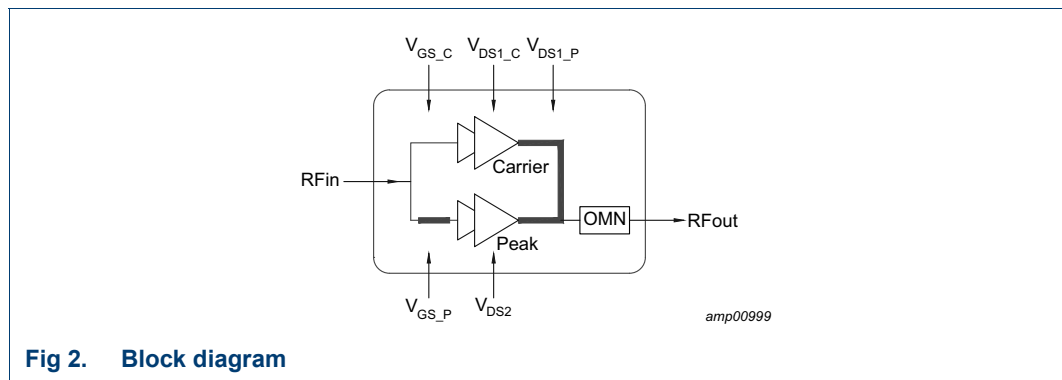 V_GS_C V_DS1_C V_DS1_P
Carrier
RFin
OMN RFout
Peak
V_GS_P V_DS2
amp00999
Fig 2. Block diagram